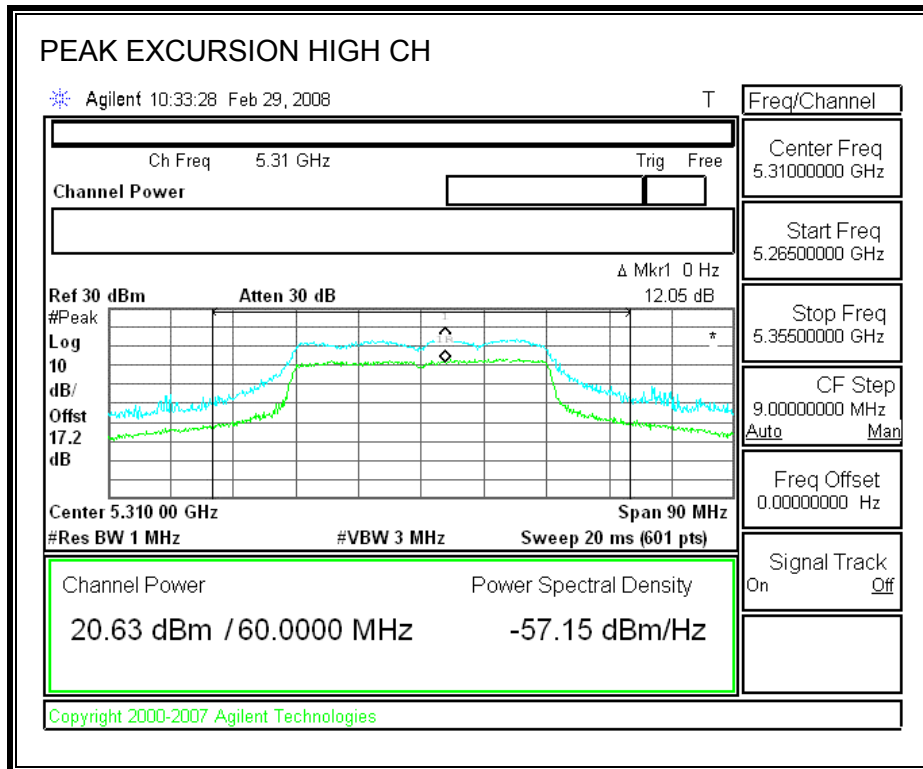 PEAK EXCURSION HIGH CH
Agilent 10:33:28 Feb 29, 2008 T
Freq/Channel
Ch Freq 5.31 GHz Trig Free
Channel Power
Center Freq
5.31000000 GHz
Start Freq
5.26500000 GHz
Δ Mkr1 0 Hz
Ref 30 dBm Atten 30 dB 12.05 dB
#Peak
Log
10
dB/
Offst
17.2
dB
1
1R
*
Stop Freq
5.35500000 GHz
CF Step
9.00000000 MHz
Auto Man
Freq Offset
0.00000000 Hz
Center 5.310 00 GHz Span 90 MHz
#Res BW 1 MHz #VBW 3 MHz Sweep 20 ms (601 pts)
Signal Track
On Off
Channel Power Power Spectral Density
20.63 dBm / 60.0000 MHz -57.15 dBm/Hz
Copyright 2000-2007 Agilent Technologies